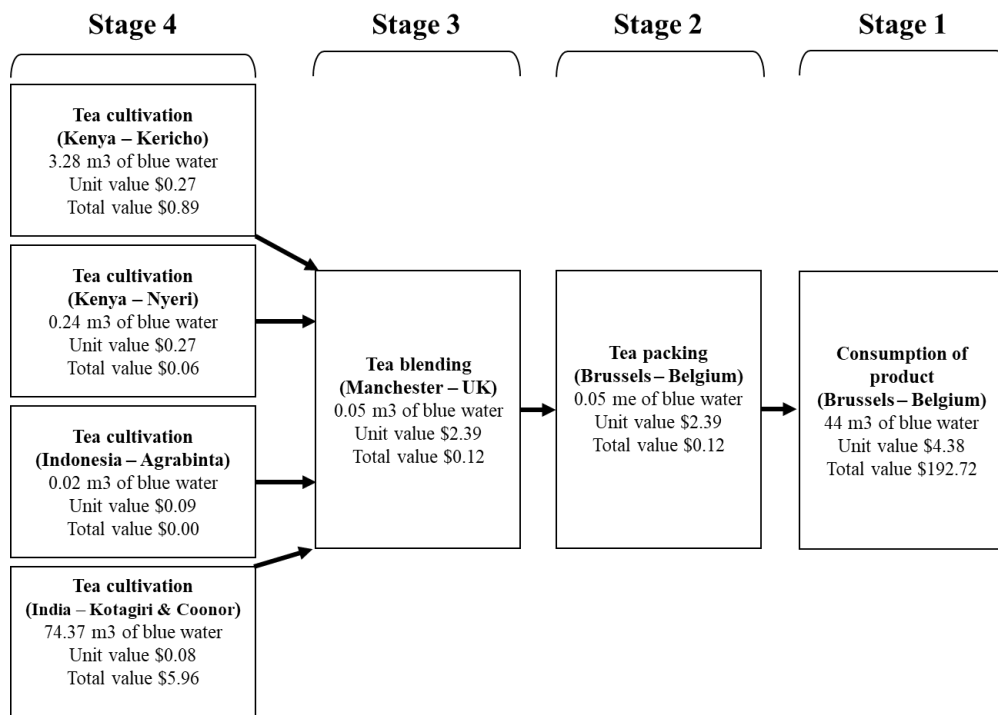 Stage 4
Stage 3
Stage 2
Stage 1
Tea cultivation
(Kenya – Kericho)
3.28 m3 of blue water
Unit value $0.27
Total value $0.89
Tea cultivation
(Kenya – Nyeri)
0.24 m3 of blue water
Unit value $0.27
Total value $0.06
Tea cultivation
(Indonesia – Agrabinta)
0.02 m3 of blue water
Unit value $0.09
Total value $0.00
Tea cultivation
(India – Kotagiri & Coonor)
74.37 m3 of blue water
Unit value $0.08
Total value $5.96
Tea blending
(Manchester – UK)
0.05 m3 of blue water
Unit value $2.39
Total value $0.12
Tea packing
(Brussels – Belgium)
0.05 me of blue water
Unit value $2.39
Total value $0.12
Consumption of
product
(Brussels – Belgium)
44 m3 of blue water
Unit value $4.38
Total value $192.72